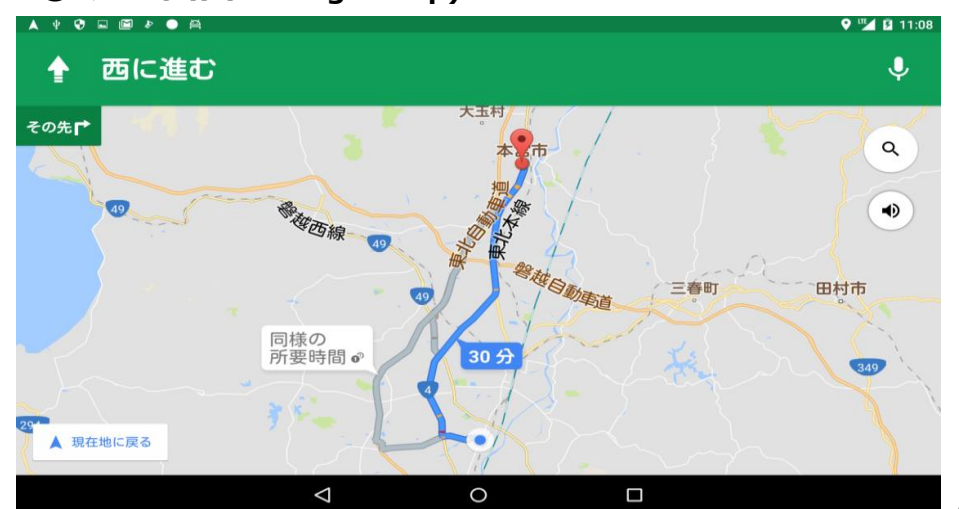 11:08
西に進む
その先
大玉村
本宮市
49
磐越西線
49
東北自動車道
東北本線
磐越自動車道
三春町
田村市
49
同様の
所要時間
30 分
349
4
294
現在地に戻る